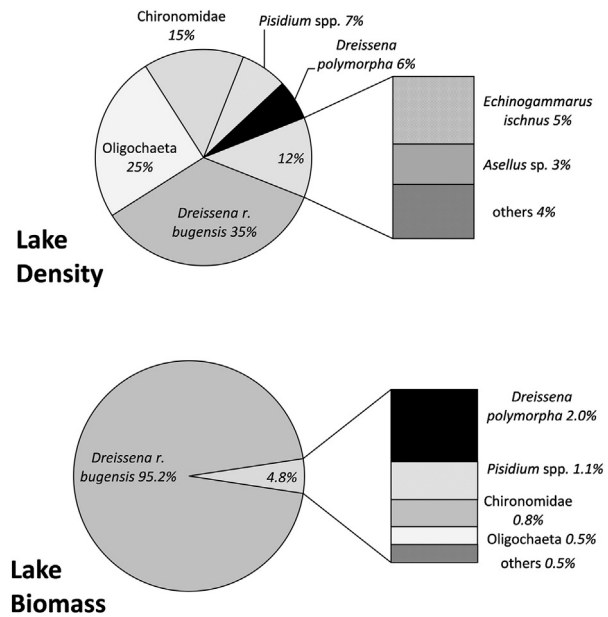 Chironomidae
15%
Pisidium spp. 7%
Dreissena
polymorpha 6%
Echinogammarus
ischnus 5%
Oligochaeta
25%
12%
Asellus sp. 3%
Dreissena r.
bugensis 35%
others 4%
Lake
Density
Dreissena
polymorpha 2.0%
Dreissena r.
bugensis 95.2%
4.8%
Pisidium spp. 1.1%
Chironomidae
0.8%
Oligochaeta 0.5%
others 0.5%
Lake
Biomass